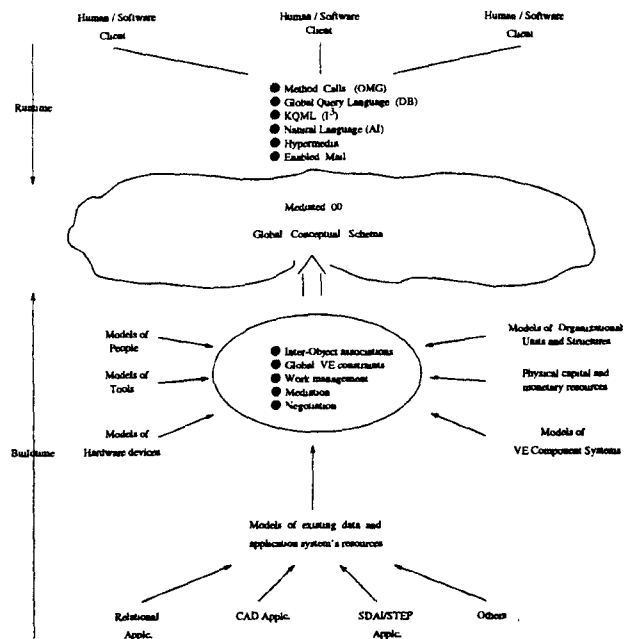 Human / Software
Client
Human / Software
Client
Human / Software
Client
Runtime
● Method Calls (OMG)
● Global Query Language (DB)
● KQML (I³)
● Natural Language (AI)
● Hypermedia
● Enabled Mail
Mediated OO
Global Conceptual Schema
Models of
People
Models of
Tools
Models of
Hardware devices
● Inter-Object associations
● Global VE constraints
● Work management
● Mediation
● Negotiation
Models of Organizational
Units and Structures
Physical capital and
monetary resources
Models of
VE Component Systems
Buildtime
Models of existing data and
application system's resources
Relational
Applc.
CAD Applc.
SDAI/STEP
Applc.
Others